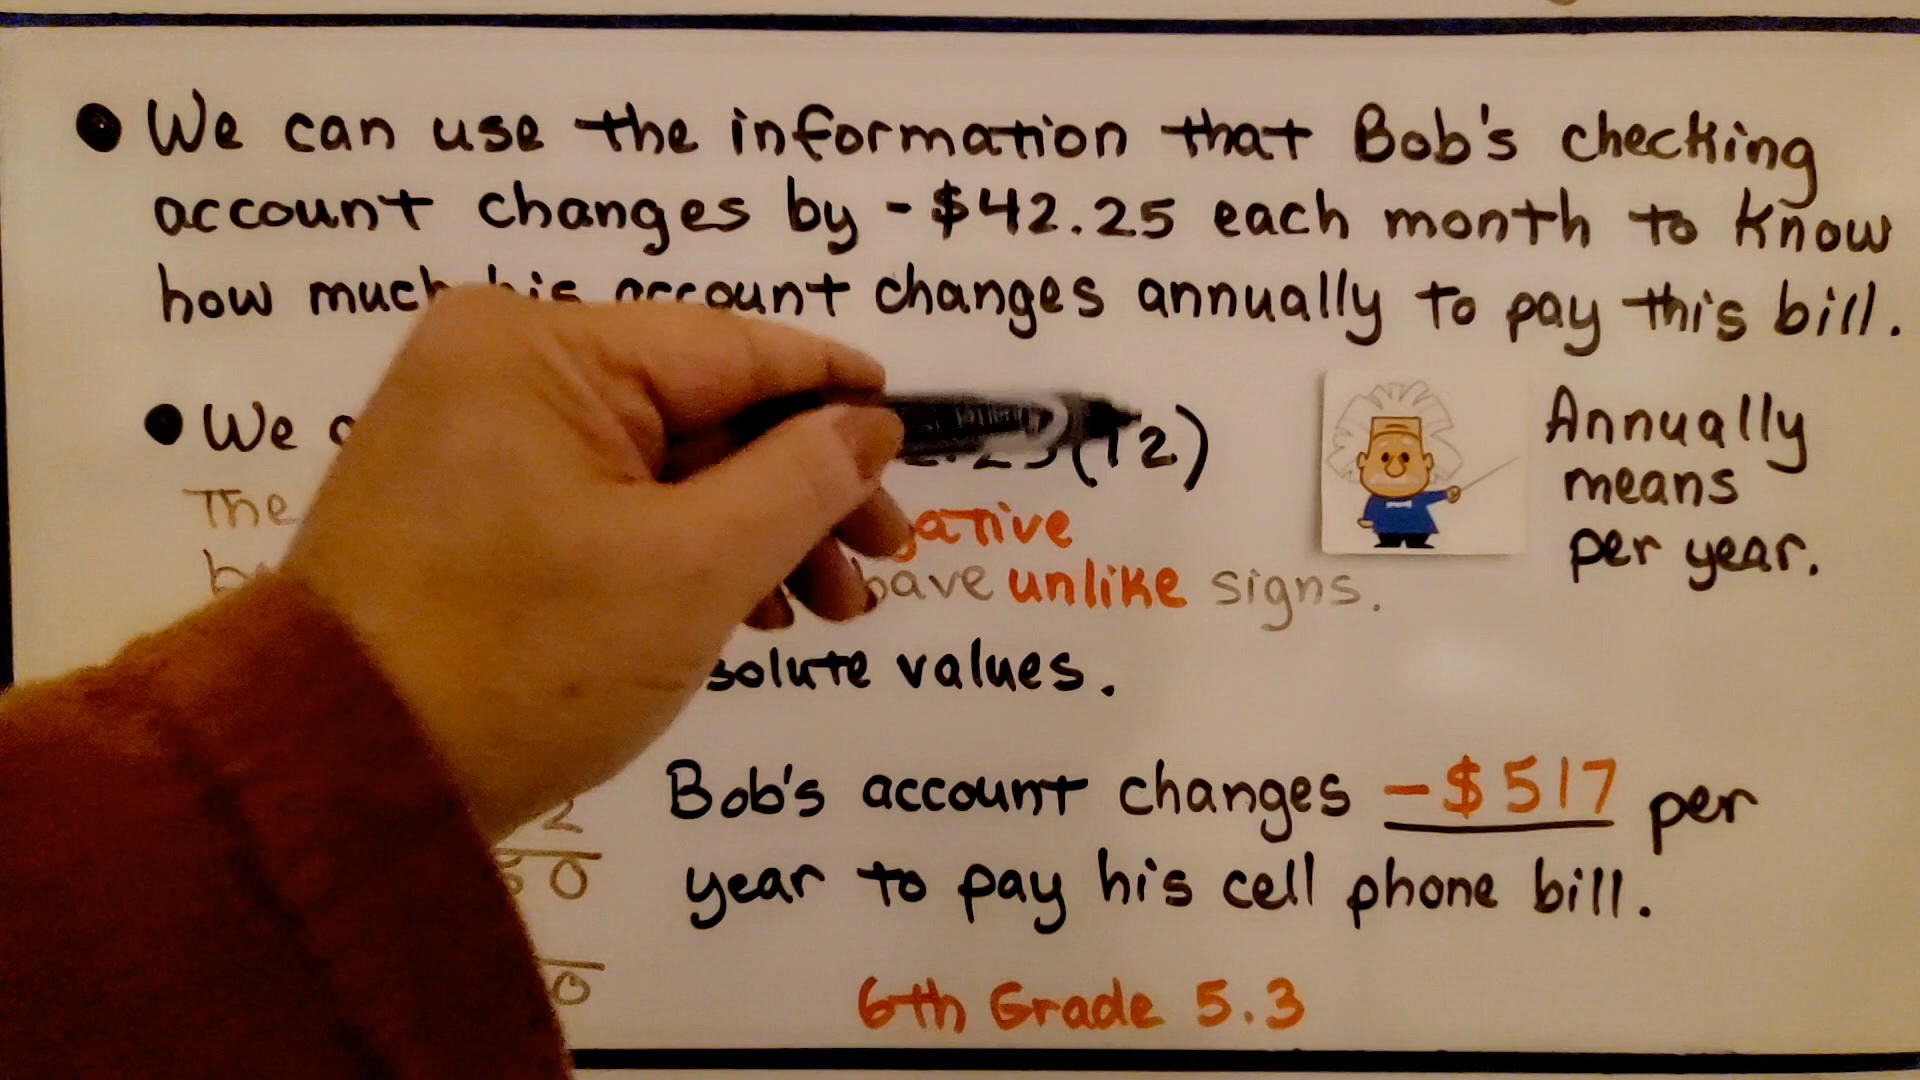 We can use the information that Bob's checking
account changes by -$42.25 each month to know
how much his account changes annually to pay this bill.
We (12)
Annually
means
per year.
The
have unlike signs.
values.
Bob's account changes -$517 per
year to pay his cell phone bill.
6th Grade 5.3